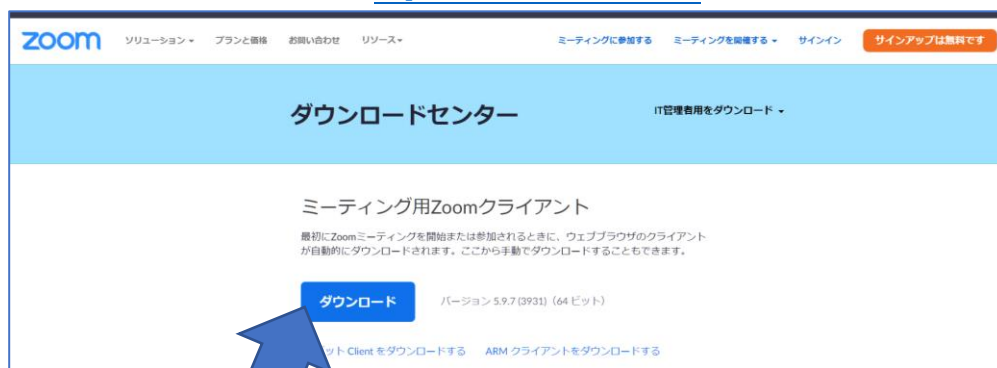 zoom ソリューション プランと価格 お問い合わせ リソース ミーティングに参加する ミーティングを開催する サインイン サインアップは無料です
ダウンロードセンター IT管理者用をダウンロード
ミーティング用Zoomクライアント
最初にZoomミーティングを開始または参加されるときに、ウェブブラウザのクライアント
が自動的にダウンロードされます。ここから手動でダウンロードすることもできます。
ダウンロード バージョン 5.9.7 (3931) (64 ビット)
ット Client をダウンロードする ARM クライアントをダウンロードする